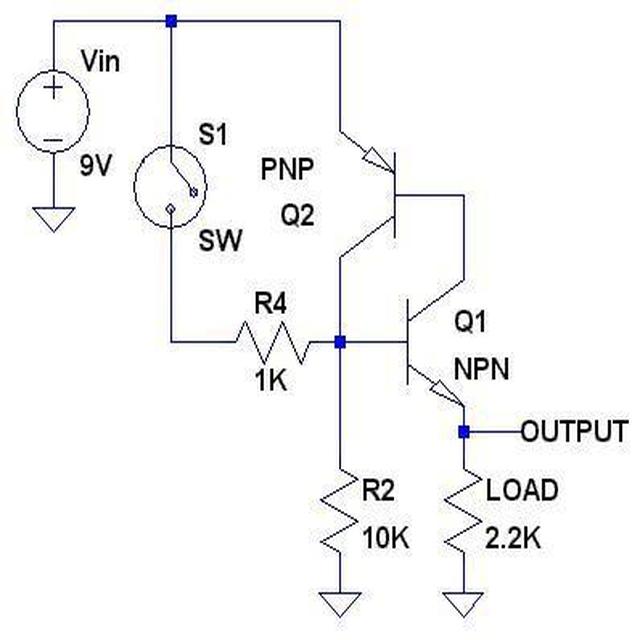 Vin
+
–
9V
S1
SW
PNP
Q2
R4
1K
Q1
NPN
OUTPUT
R2
10K
LOAD
2.2K